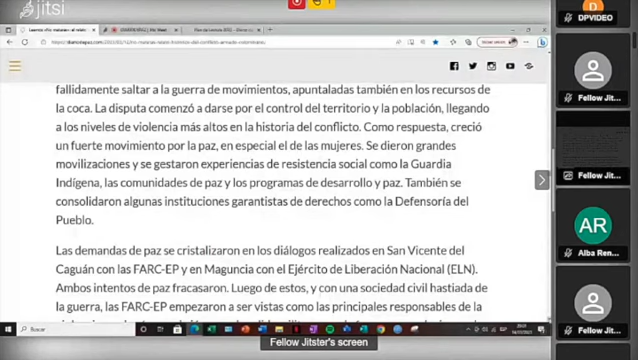 jitsi
DPVIDEO
Fellow Jit...
fallidamente saltar a la guerra de movimientos, apuntaladas también en los recursos de
la coca. La disputa comenzó a darse por el control del territorio y la población, llegando
a los niveles de violencia más altos en la historia del conflicto. Como respuesta, creció
un fuerte movimiento por la paz, en especial el de las mujeres. Se dieron grandes
movilizaciones y se gestaron experiencias de resistencia social como la Guardia
Indígena, las comunidades de paz y los programas de desarrollo y paz. También se
consolidaron algunas instituciones garantistas de derechos como la Defensoría del
Pueblo.
Fellow Jit...
AR
Alba Ren...
Las demandas de paz se cristalizaron en los diálogos realizados en San Vicente del
Caguán con las FARC-EP y en Maguncia con el Ejército de Liberación Nacional (ELN).
Ambos intentos de paz fracasaron. Luego de estos, y con una sociedad civil hastiada de
la guerra, las FARC-EP empezaron a ser vistas como las principales responsables de la
Fellow Jit...
Buscar
Fellow Jitster's screen